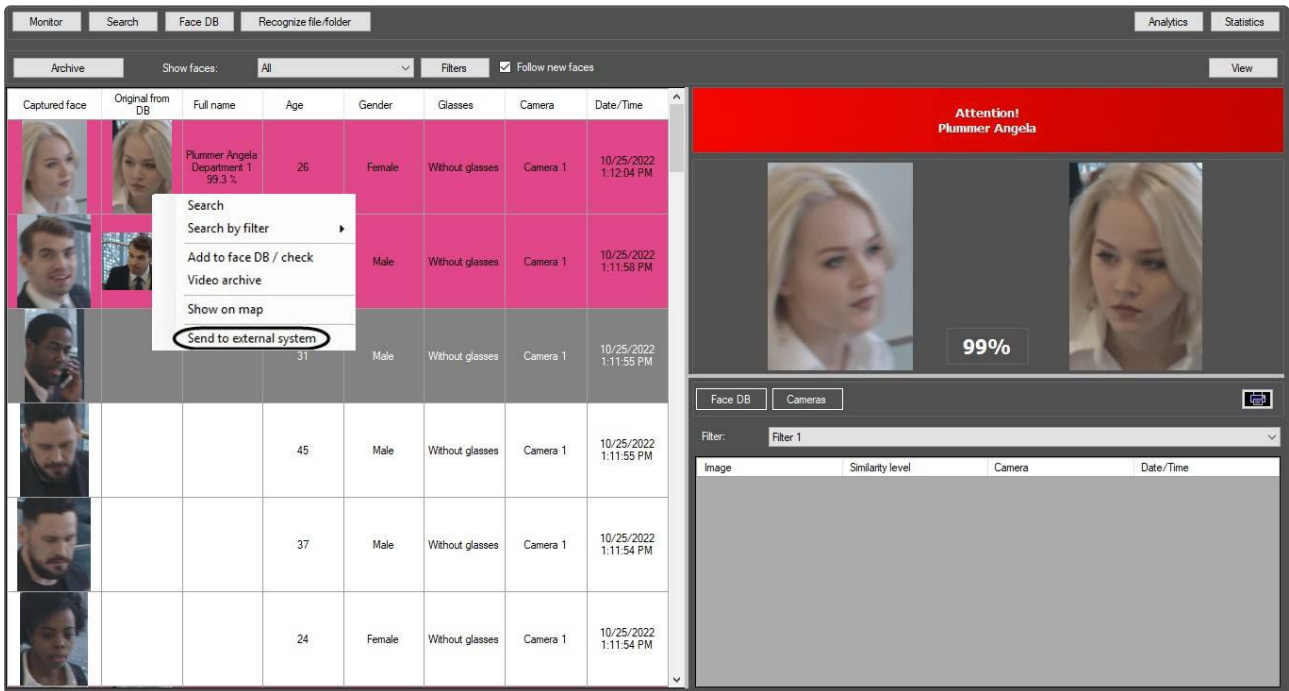 Monitor Search Face DB Recognize file/folder Analytics Statistics
Archive Show faces: All Filters Follow new faces View
Captured face Original from DB Full name Age Gender Glasses Camera Date/Time
Plummer Angela
Department 1
99.3 %
26 Female Without glasses Camera 1 10/25/2022
1:12:04 PM
Search
Search by filter
Add to face DB / check
Video archive
Show on map
Send to external system
Male Without glasses Camera 1 10/25/2022
1:11:58 PM
31 Male Without glasses Camera 1 10/25/2022
1:11:55 PM
45 Male Without glasses Camera 1 10/25/2022
1:11:55 PM
37 Male Without glasses Camera 1 10/25/2022
1:11:54 PM
24 Female Without glasses Camera 1 10/25/2022
1:11:54 PM
Attention!
Plummer Angela
99%
Face DB Cameras
Filter: Filter 1
Image Similarity level Camera Date/Time